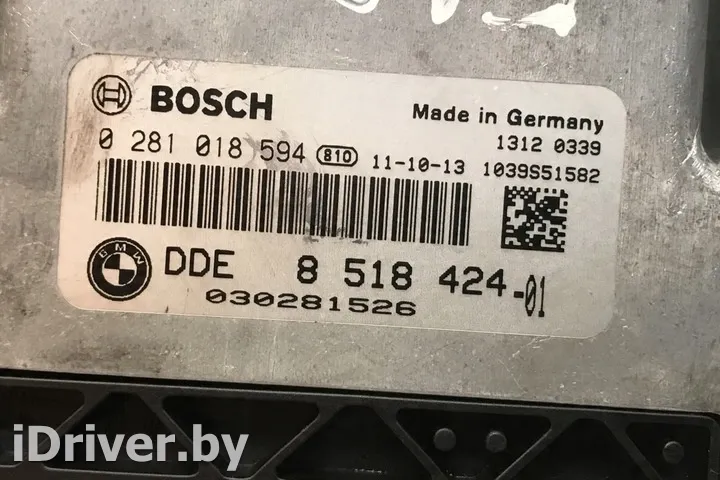 BOSCH
Made in Germany
0 281 018 594 810 11-10-13
1312 0339
1039S51582
BMW
DDE 8 518 424-01
030281526
iDriver.by